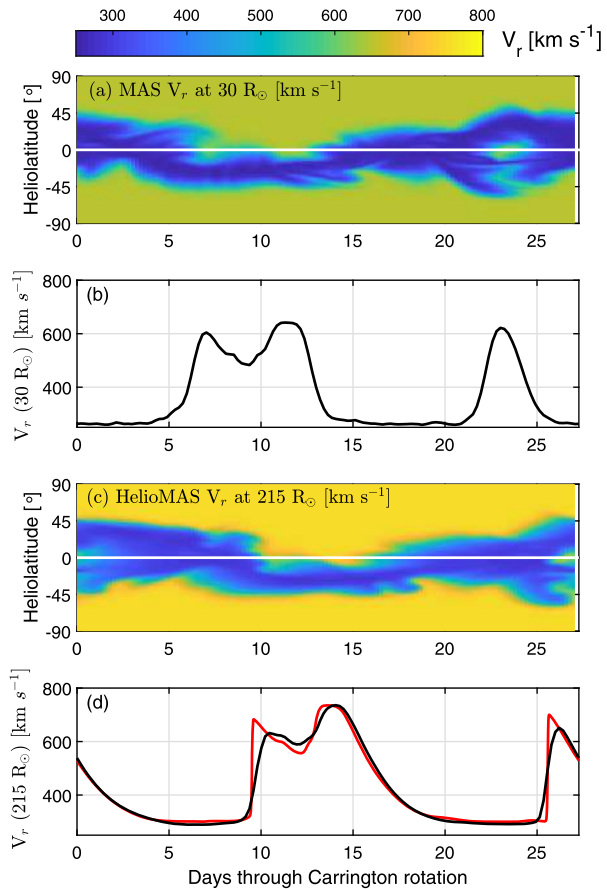 300 400 500 600 700 800
V_r [km s⁻¹]
(a) MAS V_r at 30 R_⊙ [km s⁻¹]
Heliolatitude [°]
90
45
0
-45
-90
0 5 10 15 20 25
(b)
V_r (30 R_⊙) [km s⁻¹]
800
600
400
0 5 10 15 20 25
(c) HelioMAS V_r at 215 R_⊙ [km s⁻¹]
Heliolatitude [°]
90
45
0
-45
-90
0 5 10 15 20 25
(d)
V_r (215 R_⊙) [km s⁻¹]
800
600
400
0 5 10 15 20 25
Days through Carrington rotation